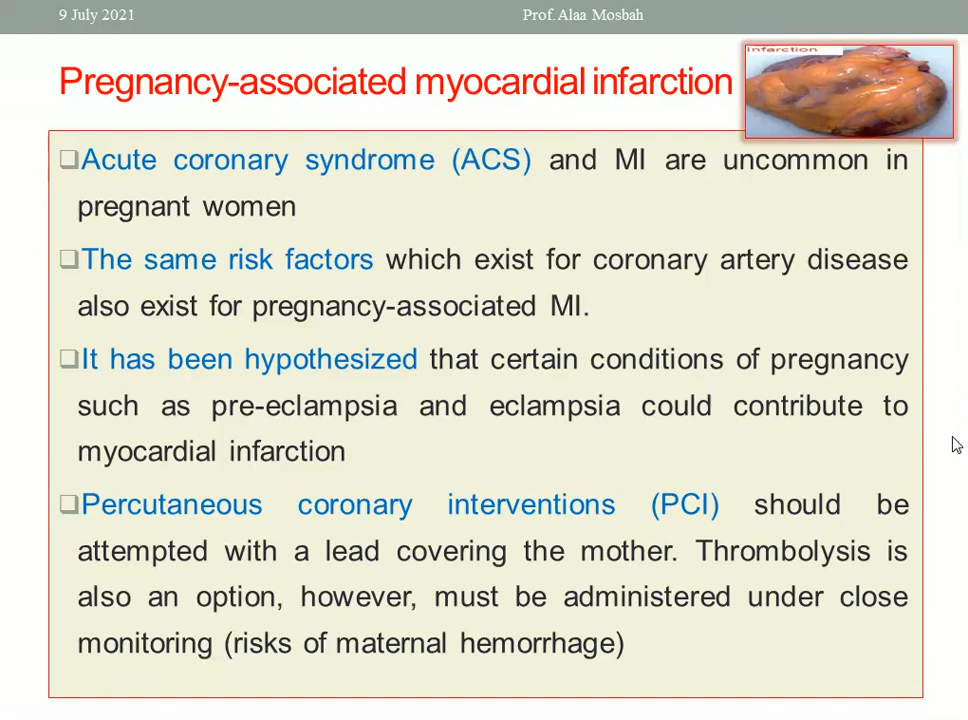 9 July 2021
Prof. Alaa Mosbah
Infarction
Pregnancy-associated myocardial infarction
❑Acute coronary syndrome (ACS) and MI are uncommon in
pregnant women
❑The same risk factors which exist for coronary artery disease
also exist for pregnancy-associated MI.
❑It has been hypothesized that certain conditions of pregnancy
such as pre-eclampsia and eclampsia could contribute to
myocardial infarction
❑Percutaneous coronary interventions (PCI) should be
attempted with a lead covering the mother. Thrombolysis is
also an option, however, must be administered under close
monitoring (risks of maternal hemorrhage)